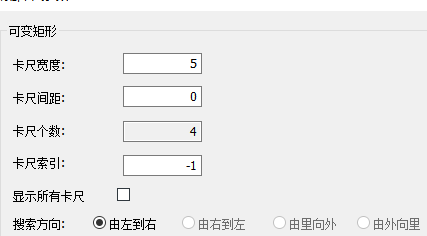 可变矩形
卡尺宽度: 5
卡尺间距: 0
卡尺个数: 4
卡尺索引: -1
显示所有卡尺
搜索方向: 由左到右 由右到左 由里向外 由外向里